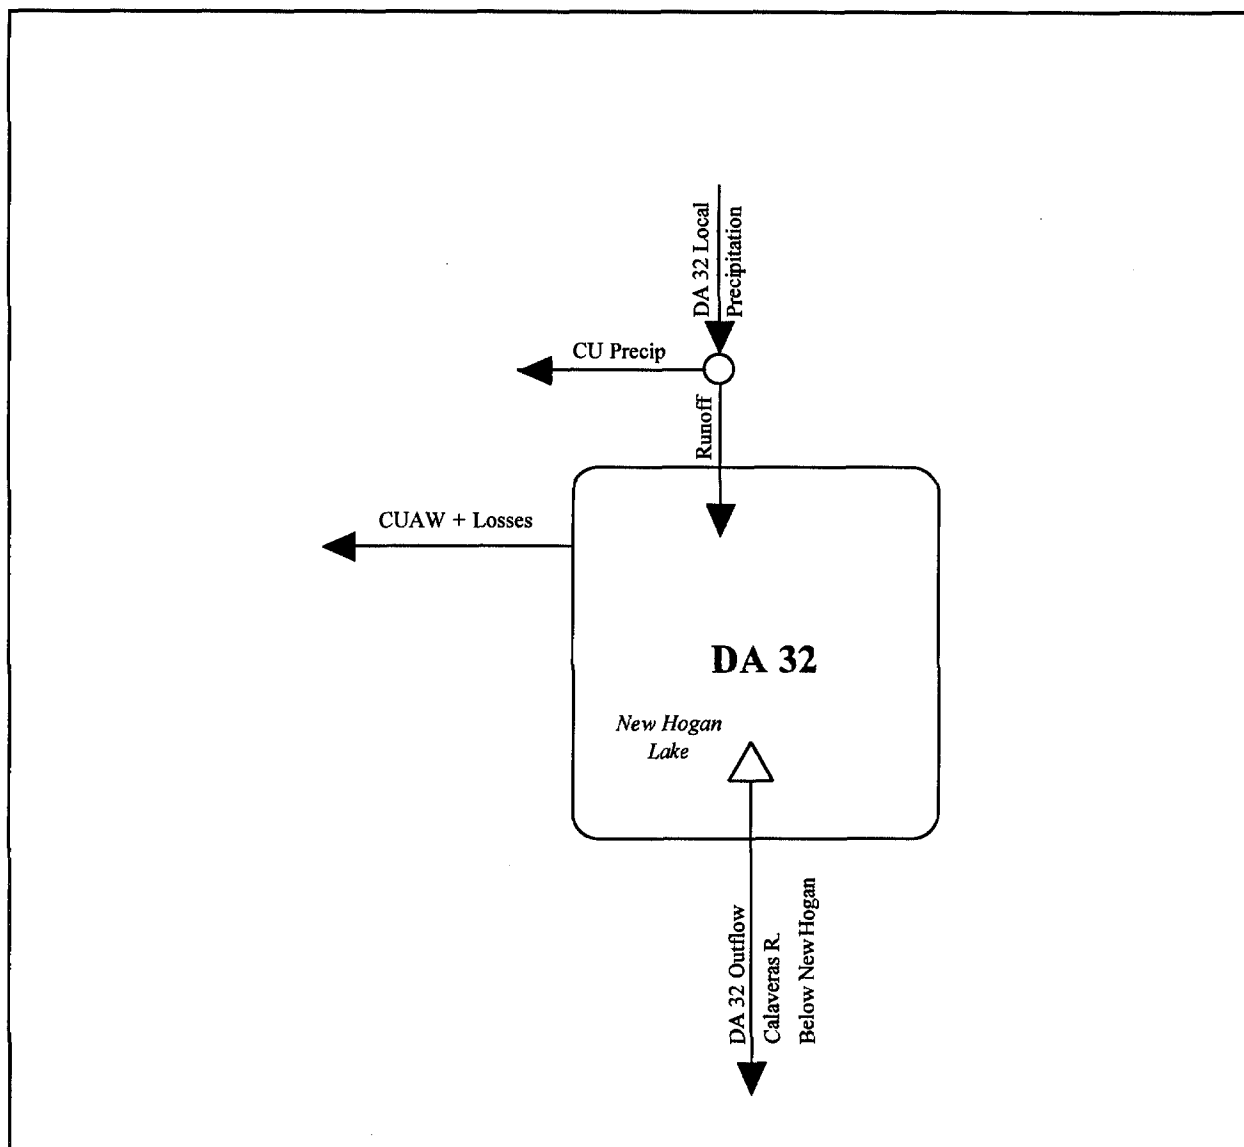 DA 32 Local
Precipitation
CU Precip
Runoff
CUAW + Losses
DA 32
New Hogan
Lake
DA 32 Outflow
Calaveras R.
Below New Hogan